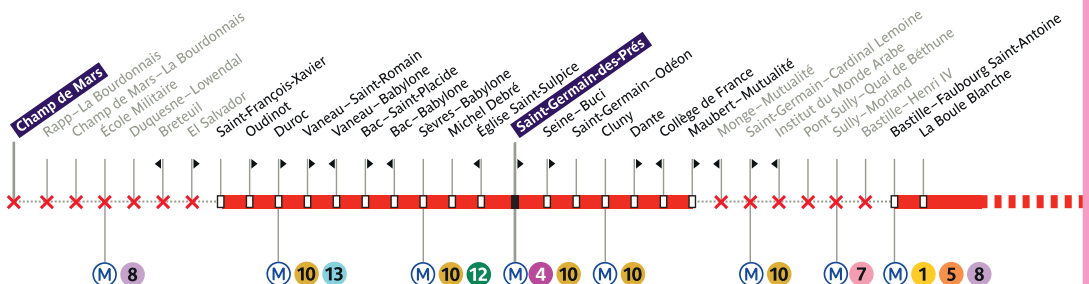 Champ de Mars
Rapp–La Bourdonnais
Champ de Mars–La Bourdonnais
École Militaire
Duquesne–Lowendal
Breteuil
El Salvador
Saint-François-Xavier
Oudinot
Duroc
Vaneau–Saint-Romain
Vaneau–Babylone
Bac–Saint-Placide
Bac–Babylone
Sèvres–Babylone
Michel Debré
Église Saint-Sulpice
Saint-Germain-des-Prés
Seine–Buci
Saint-Germain–Odéon
Cluny
Dante
Collège de France
Maubert–Mutualité
Monge–Mutualité
Saint-Germain–Cardinal Lemoine
Institut du Monde Arabe
Pont Sully–Quai de Béthune
Sully–Morland
Bastille–Henri IV
Bastille–Faubourg Saint-Antoine
La Boule Blanche
M 8
M 10 13
M 10 12
M 4 10
M 10
M 10
M 7
M 1 5 8